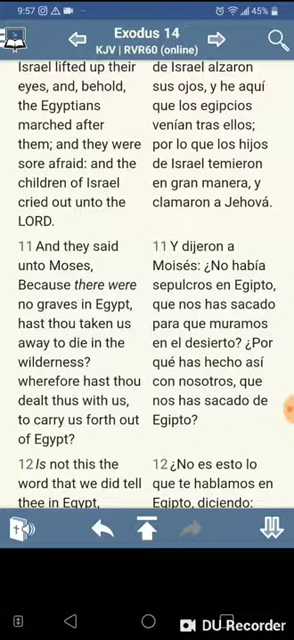 9:57
45%
Exodus 14
KJV | RVR60 (online)
Israel lifted up their
eyes, and, behold,
the Egyptians
marched after
them; and they were
sore afraid: and the
children of Israel
cried out unto the
LORD.
11 And they said
unto Moses,
Because there were
no graves in Egypt,
hast thou taken us
away to die in the
wilderness?
wherefore hast thou
dealt thus with us,
to carry us forth out
of Egypt?
12 Is not this the
word that we did tell
thee in Egypt,
de Israel alzaron
sus ojos, y he aquí
que los egipcios
venían tras ellos;
por lo que los hijos
de Israel temieron
en gran manera, y
clamaron a Jehová.
11 Y dijeron a
Moisés: ¿No había
sepulcros en Egipto,
que nos has sacado
para que muramos
en el desierto? ¿Por
qué has hecho así
con nosotros, que
nos has sacado de
Egipto?
12 ¿No es esto lo
que te hablamos en
Egipto, diciendo:
DU Recorder